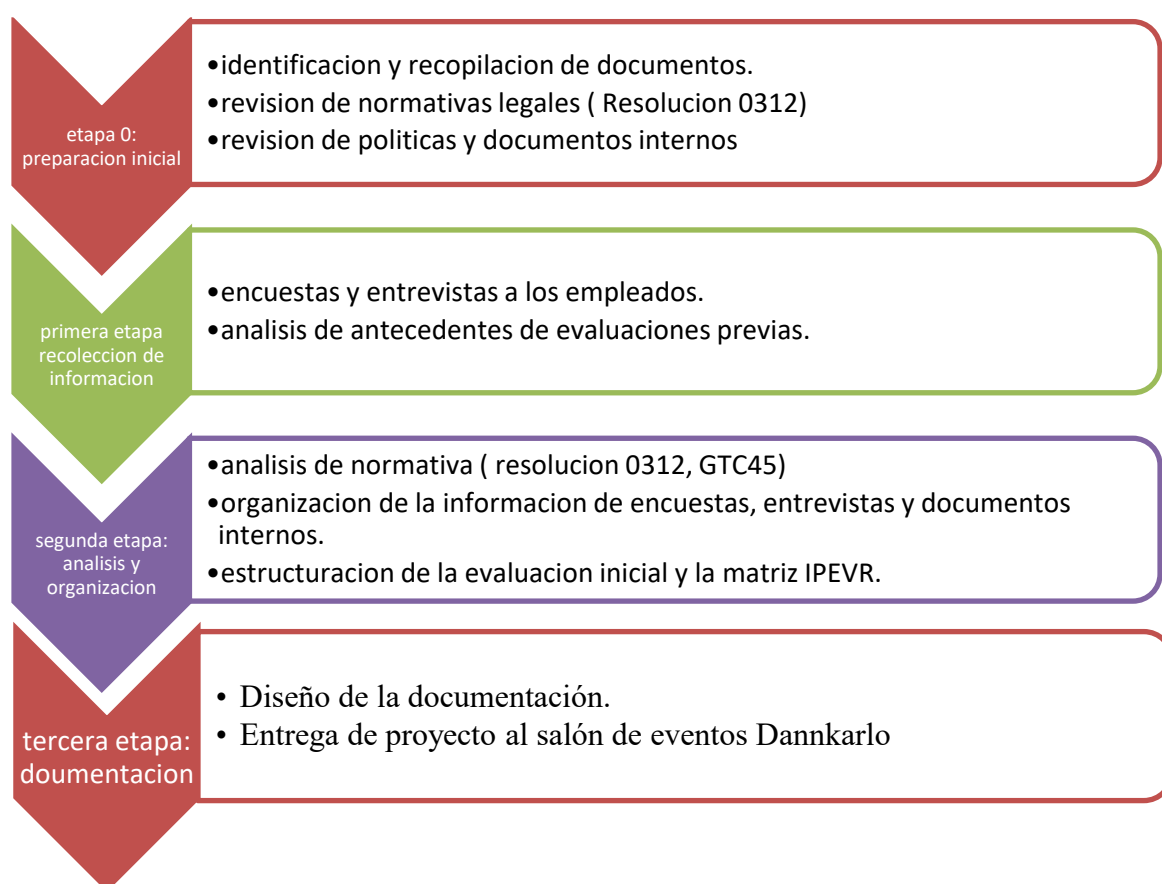 etapa 0:
preparacion inicial
•identificacion y recopilacion de documentos.
•revision de normativas legales ( Resolucion 0312)
•revision de politicas y documentos internos
primera etapa
recoleccion de
informacion
•encuestas y entrevistas a los empleados.
•analisis de antecedentes de evaluaciones previas.
segunda etapa:
analisis y
organizacion
•analisis de normativa ( resolucion 0312, GTC45)
•organizacion de la informacion de encuestas, entrevistas y documentos
internos.
•estructuracion de la evaluacion inicial y la matriz IPEVR.
tercera etapa:
doumentacion
• Diseño de la documentación.
• Entrega de proyecto al salón de eventos Dannkarlo